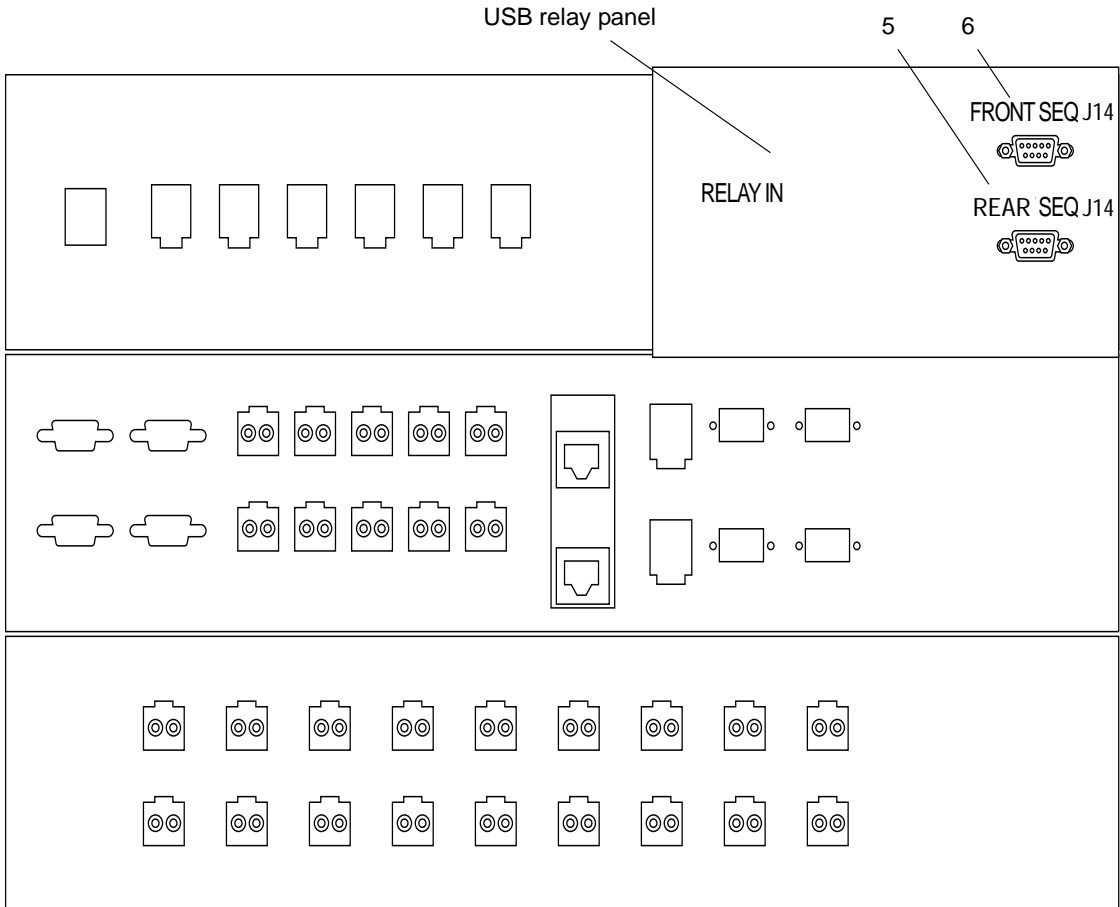 USB relay panel
5 6
FRONT SEQ J14
RELAY IN
REAR SEQ J14